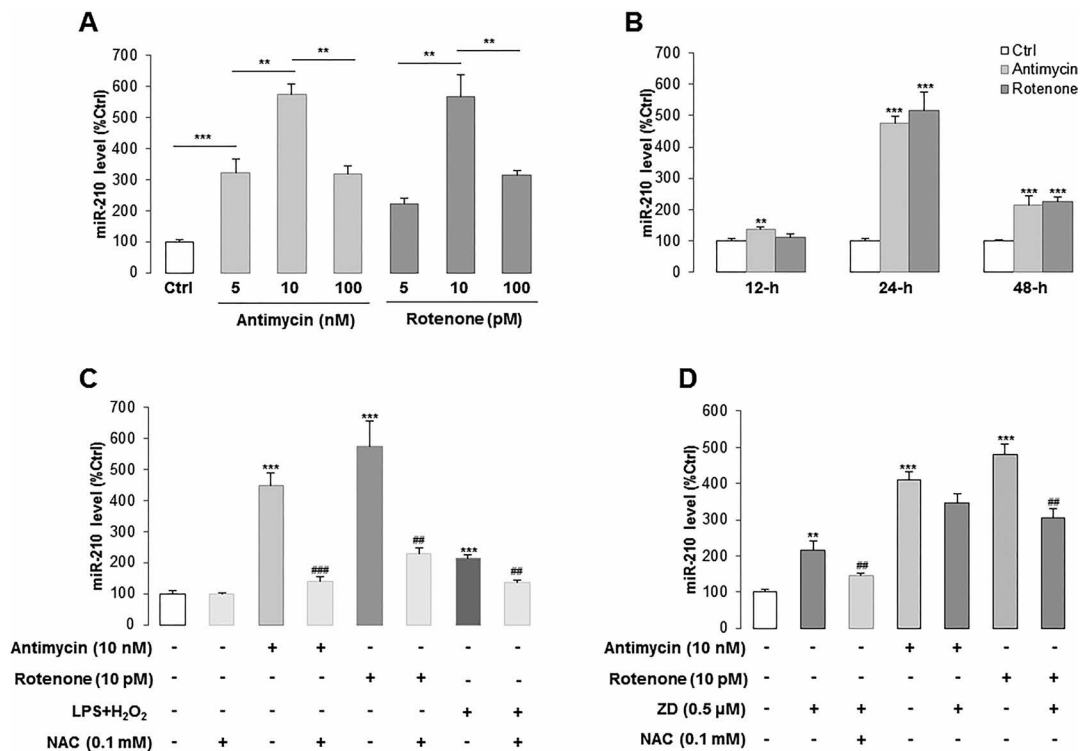 A
miR-210 level (%Ctrl)
700
600
500
400
300
200
100
0
***
**
**
**
**
Ctrl 5 10 100 5 10 100
Antimycin (nM) Rotenone (pM)
B
miR-210 level (%Ctrl)
700
600
500
400
300
200
100
0
Ctrl
Antimycin
Rotenone
**
*** ***
*** ***
12-h 24-h 48-h
C
miR-210 level (%Ctrl)
700
600
500
400
300
200
100
0
***
###
***
##
***
##
Antimycin (10 nM) - - + + - - - -
Rotenone (10 pM) - - - - + + - -
LPS+H₂O₂ - - - - - - + +
NAC (0.1 mM) - + - + - + - +
D
miR-210 level (%Ctrl)
600
500
400
300
200
100
0
**
##
***
***
##
Antimycin (10 nM) - - - + + - -
Rotenone (10 pM) - - - - - + +
ZD (0.5 µM) - + + - + - +
NAC (0.1 mM) - - + - - - -